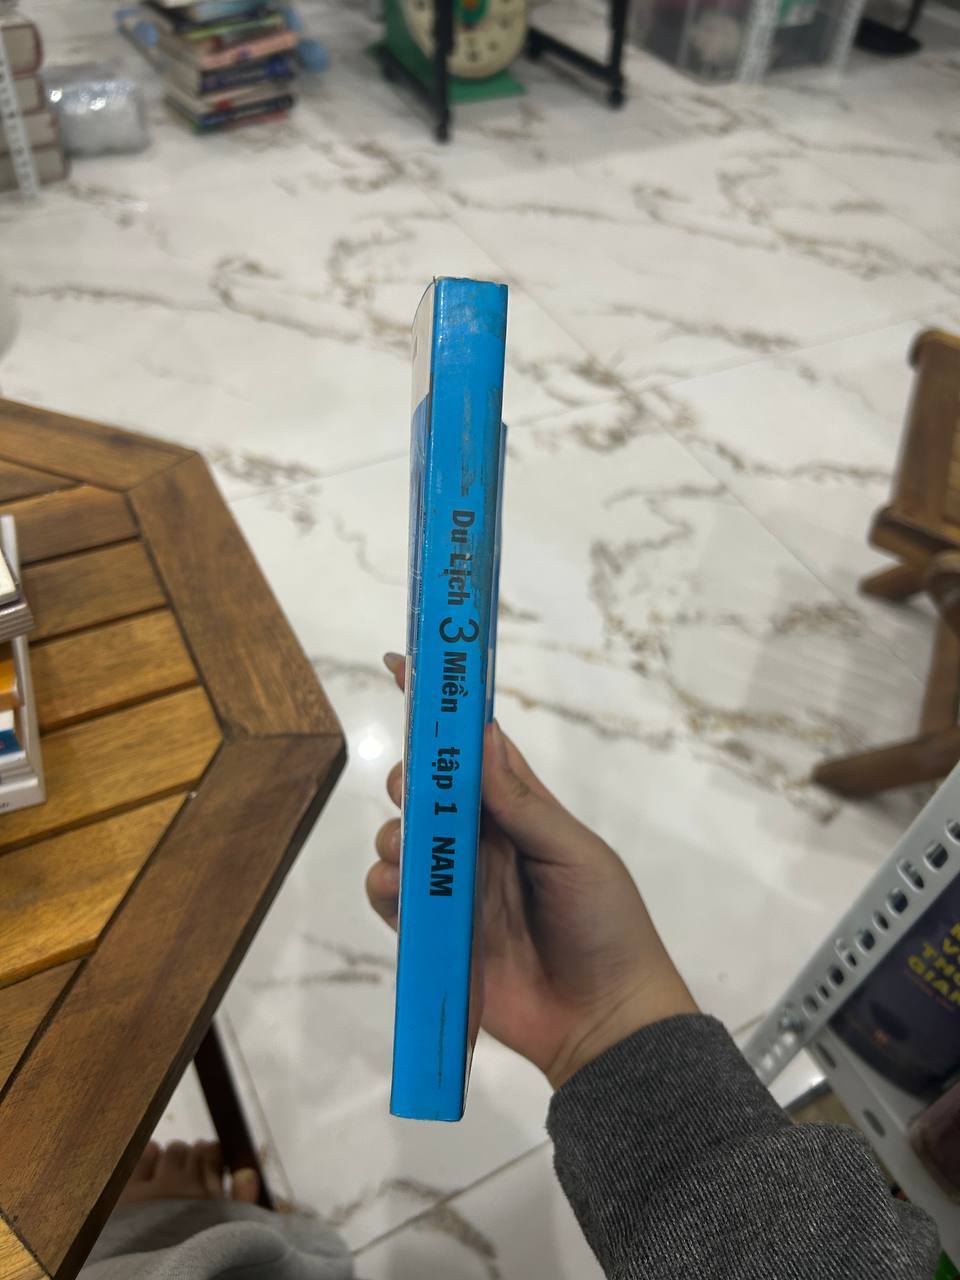 Du Lịch 3 Miền _ tập 1 NAM